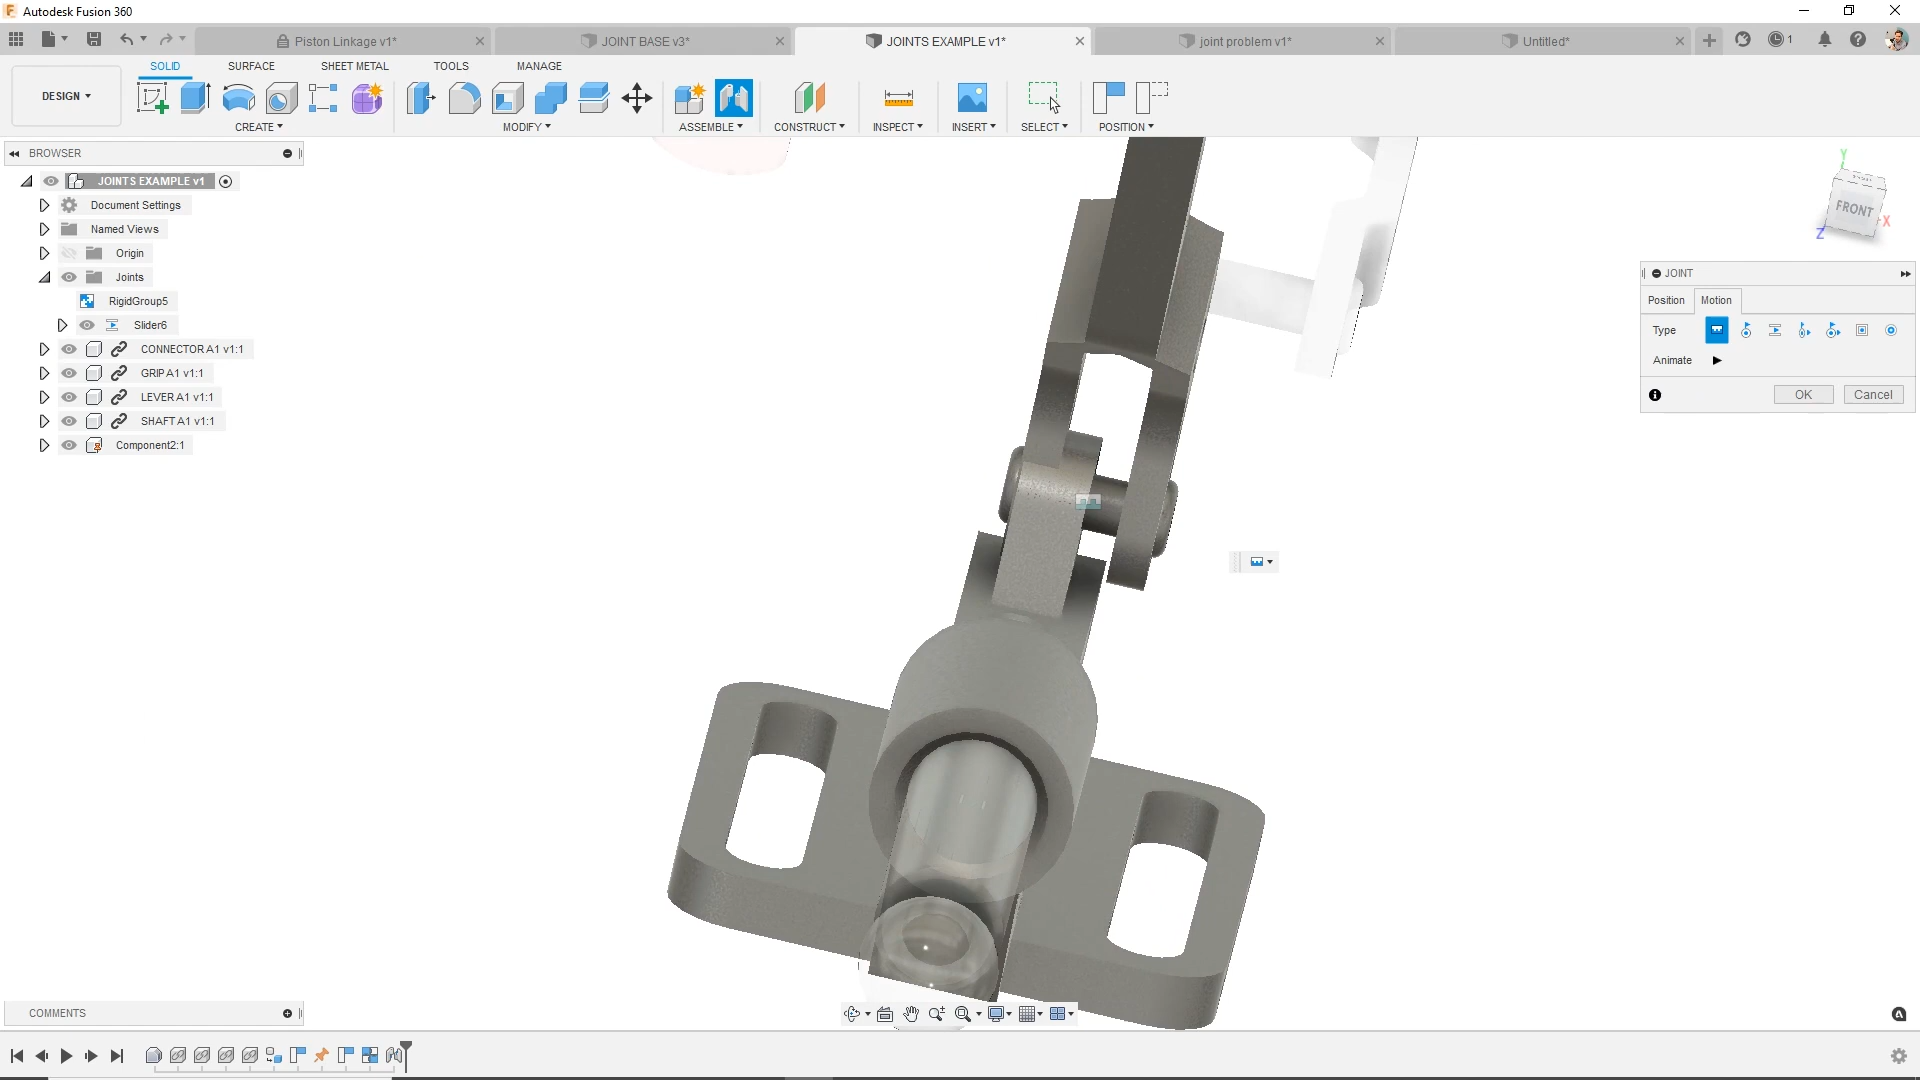 Autodesk Fusion 360
Piston Linkage v1*
JOINT BASE v3*
JOINTS EXAMPLE v1*
joint problem v1*
Untitled*
1
DESIGN
SOLID
SURFACE
SHEET METAL
TOOLS
MANAGE
CREATE
MODIFY
ASSEMBLE
CONSTRUCT
INSPECT
INSERT
SELECT
POSITION
BROWSER
JOINTS EXAMPLE v1
Document Settings
Named Views
Origin
Joints
RigidGroup5
Slider6
CONNECTOR A1 v1:1
GRIP A1 v1:1
LEVER A1 v1:1
SHAFT A1 v1:1
Component2:1
Y
FRONT
X
Z
JOINT
Position
Motion
Type
Animate
OK
Cancel
COMMENTS